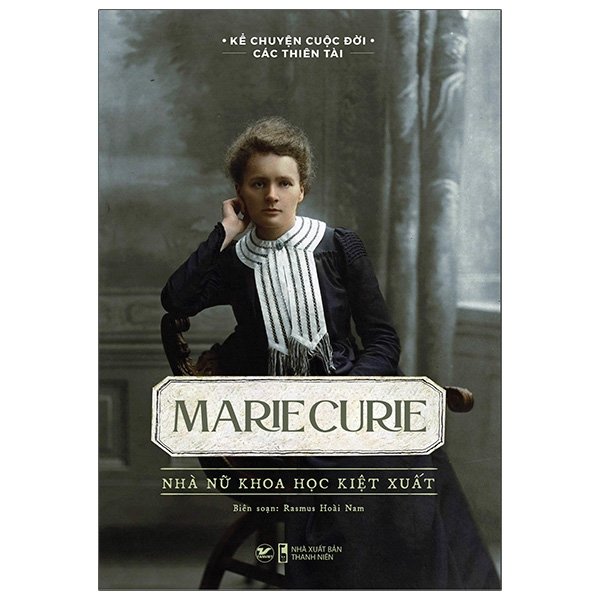 • KỂ CHUYỆN CUỘC ĐỜI •
CÁC THIÊN TÀI
MARIE CURIE
NHÀ NỮ KHOA HỌC KIỆT XUẤT
Biên soạn: Rasmus Hoài Nam
NHÀ XUẤT BẢN
THANH NIÊN